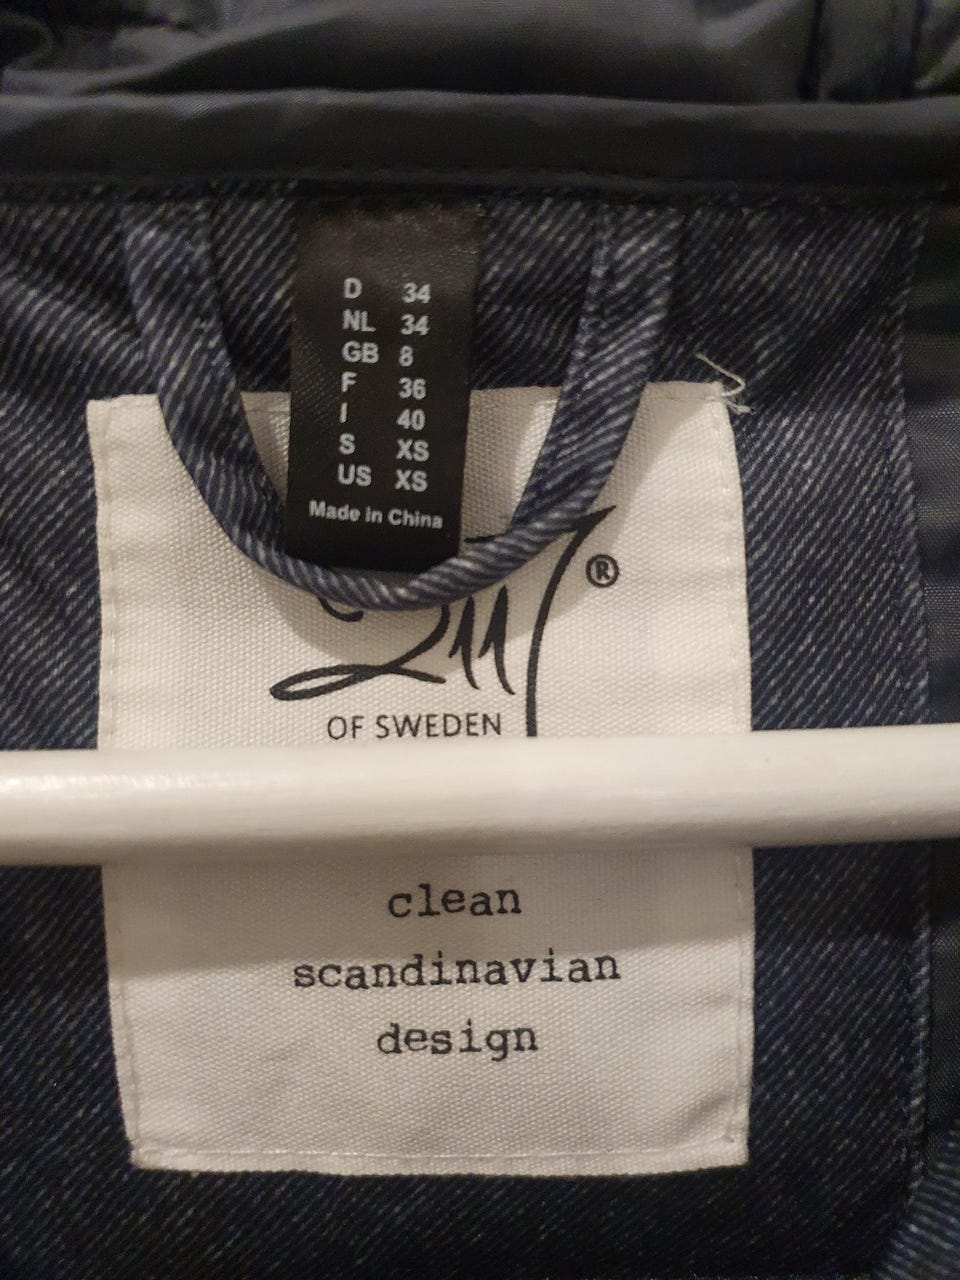 D 34
NL 34
GB 8
F 36
I 40
S XS
US XS
Made in China
®
OF SWEDEN
clean
scandinavian
design